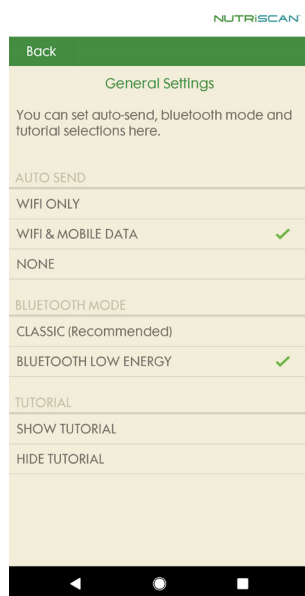 NUTRiSCAN
Back
General Settings
You can set auto-send, bluetooth mode and
tutorial selections here.
AUTO SEND
WIFI ONLY
WIFI & MOBILE DATA
NONE
BLUETOOTH MODE
CLASSIC (Recommended)
BLUETOOTH LOW ENERGY
TUTORIAL
SHOW TUTORIAL
HIDE TUTORIAL